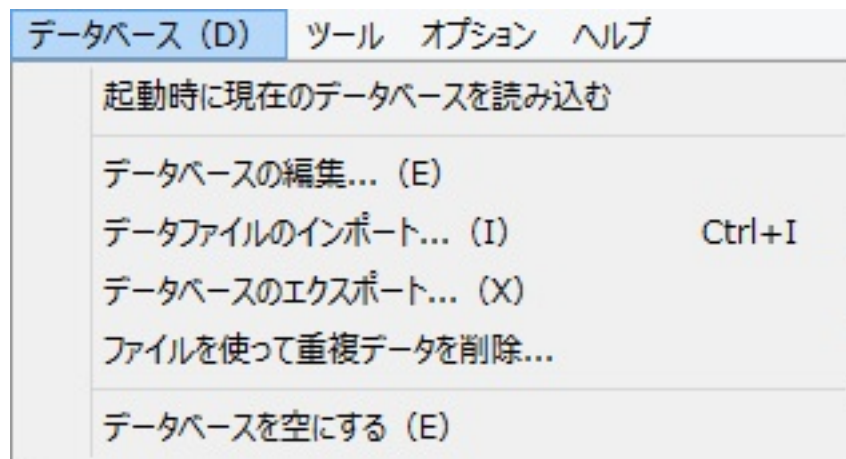 データベース（D） ツール オプション ヘルプ
起動時に現在のデータベースを読み込む
データベースの編集...（E）
データファイルのインポート...（I） Ctrl+I
データベースのエクスポート...（X）
ファイルを使って重複データを削除...
データベースを空にする（E）